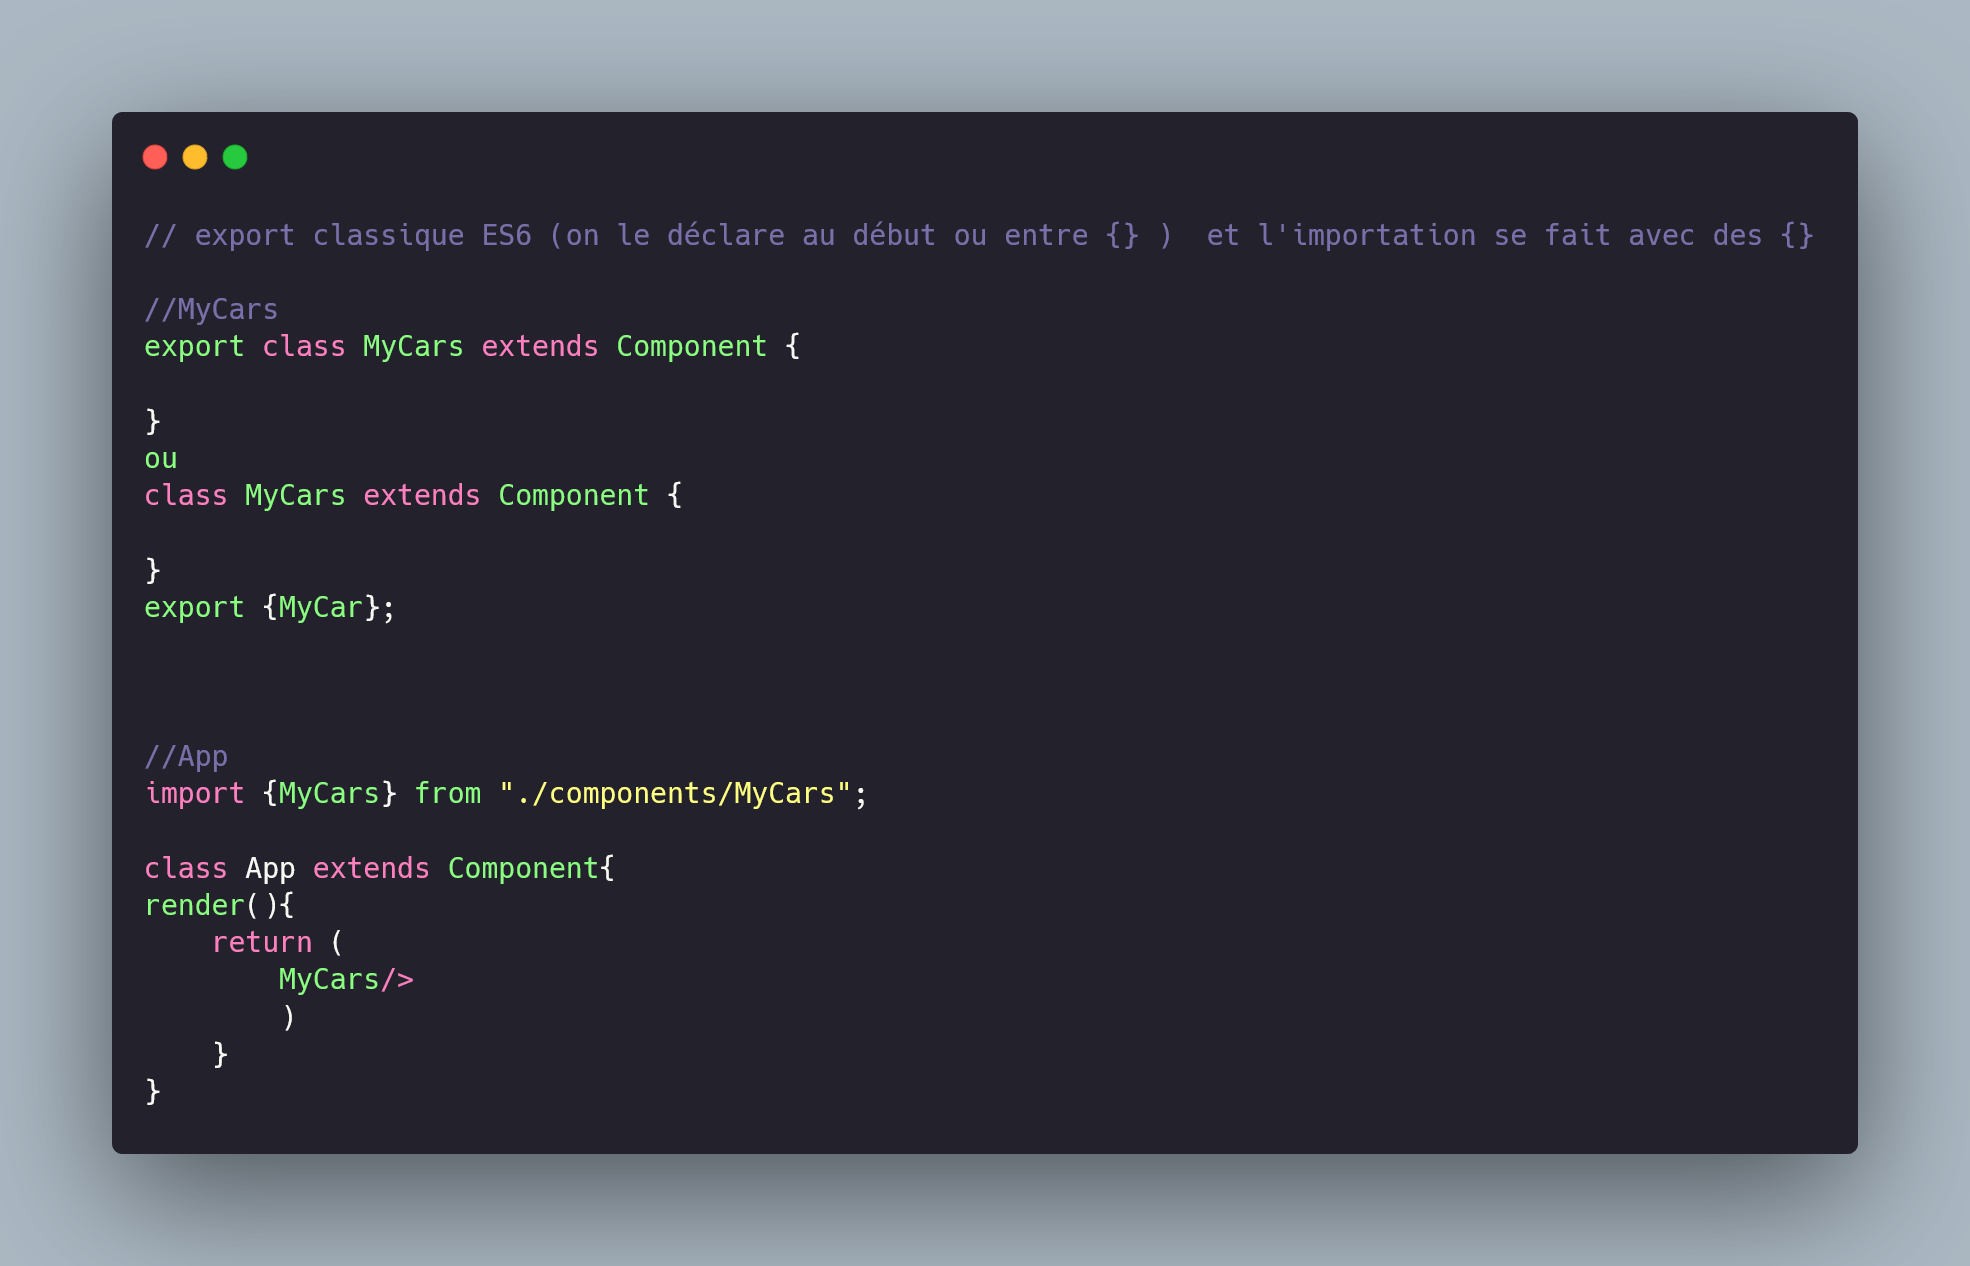 // export classique ES6 (on le déclare au début ou entre {} )  et l'importation se fait avec des {}
//MyCars
export class MyCars extends Component {
}
ou
class MyCars extends Component {
}
export {MyCar};
//App
import {MyCars} from "./components/MyCars";
class App extends Component{
render(){
    return (
        MyCars/>
        )
    }
}